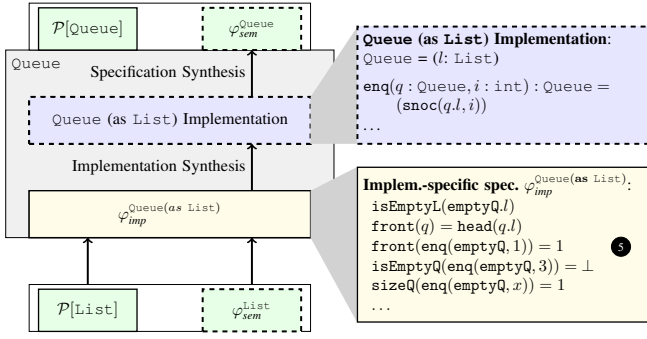 𝒫[Queue]
φ_sem^Queue
Queue
Specification Synthesis
Queue (as List) Implementation
Implementation Synthesis
φ_imp^Queue(as List)
𝒫[List]
φ_sem^List
Queue (as List) Implementation:
Queue = (l: List)
enq(q : Queue, i : int) : Queue =
(snoc(q.l, i))
...
Implem.-specific spec. φ_imp^Queue(as List):
isEmptyL(emptyQ.l)
front(q) = head(q.l)
front(enq(emptyQ, 1)) = 1
5
isEmptyQ(enq(emptyQ, 3)) = ⊥
sizeQ(enq(emptyQ, x)) = 1
...